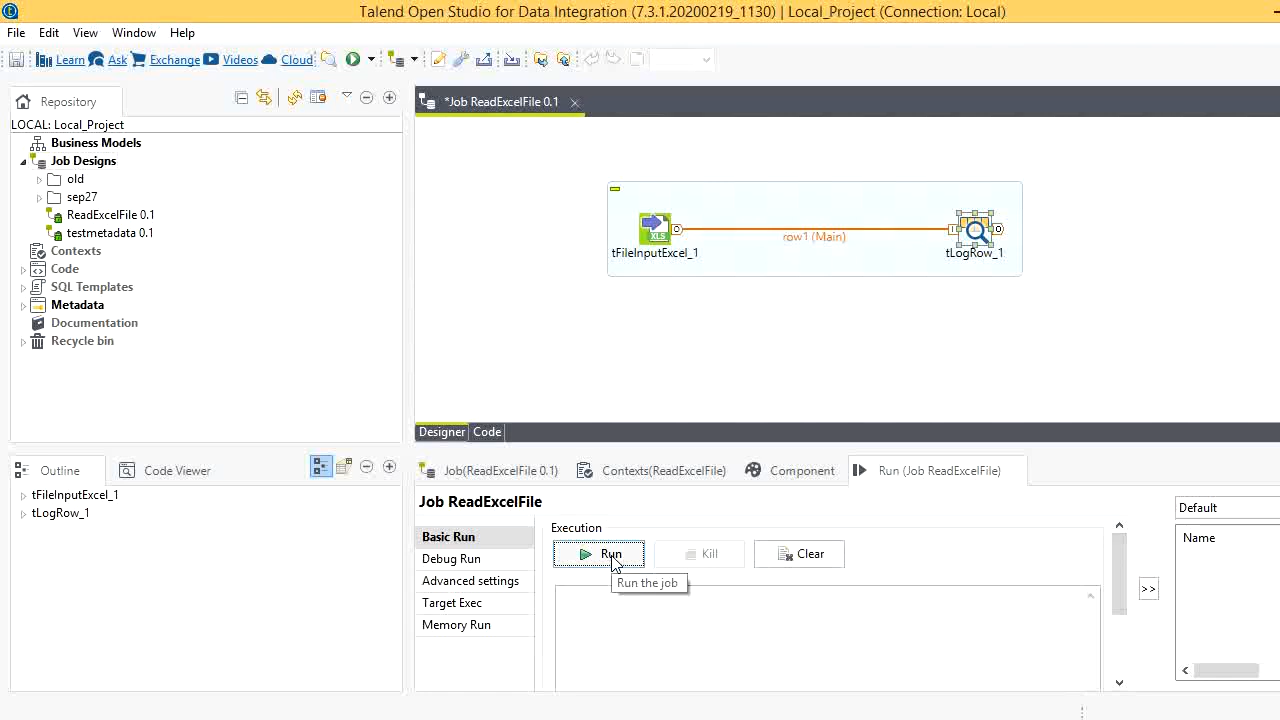 Talend Open Studio for Data Integration (7.3.1.20200219_1130) | Local_Project (Connection: Local)
File Edit View Window Help
Learn Ask Exchange Videos Cloud
Repository
LOCAL: Local_Project
Business Models
Job Designs
old
sep27
ReadExcelFile 0.1
testmetadata 0.1
Contexts
Code
SQL Templates
Metadata
Documentation
Recycle bin
*Job ReadExcelFile 0.1
XLS
row1 (Main)
tFileInputExcel_1
tLogRow_1
Designer Code
Outline Code Viewer
tFileInputExcel_1
tLogRow_1
Job(ReadExcelFile 0.1) Contexts(ReadExcelFile) Component Run (Job ReadExcelFile)
Job ReadExcelFile
Basic Run
Debug Run
Advanced settings
Target Exec
Memory Run
Execution
Run Kill Clear
Run the job
>>
Default
Name